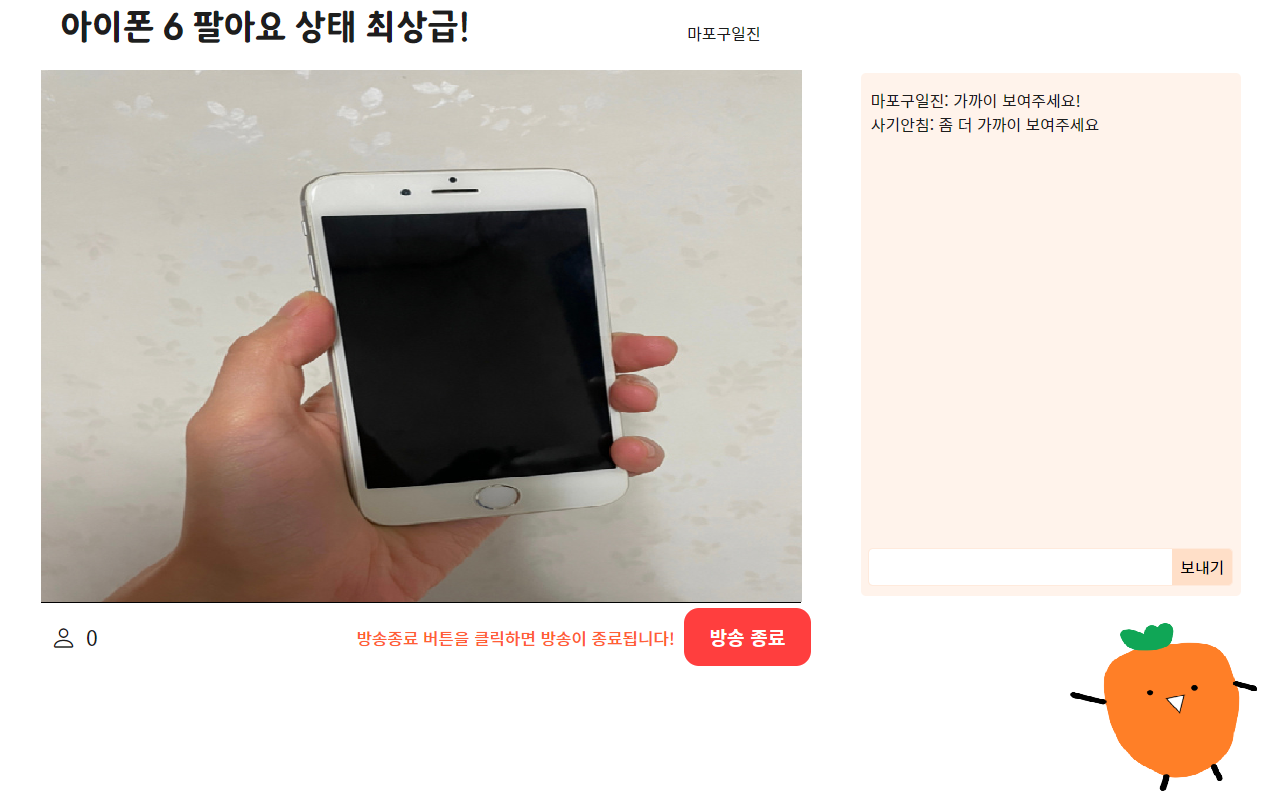 아이폰 6 팔아요 상태 최상급!
마포구일진
마포구일진: 가까이 보여주세요!
사기안침: 좀 더 가까이 보여주세요
보내기
0
방송종료 버튼을 클릭하면 방송이 종료됩니다!
방송 종료